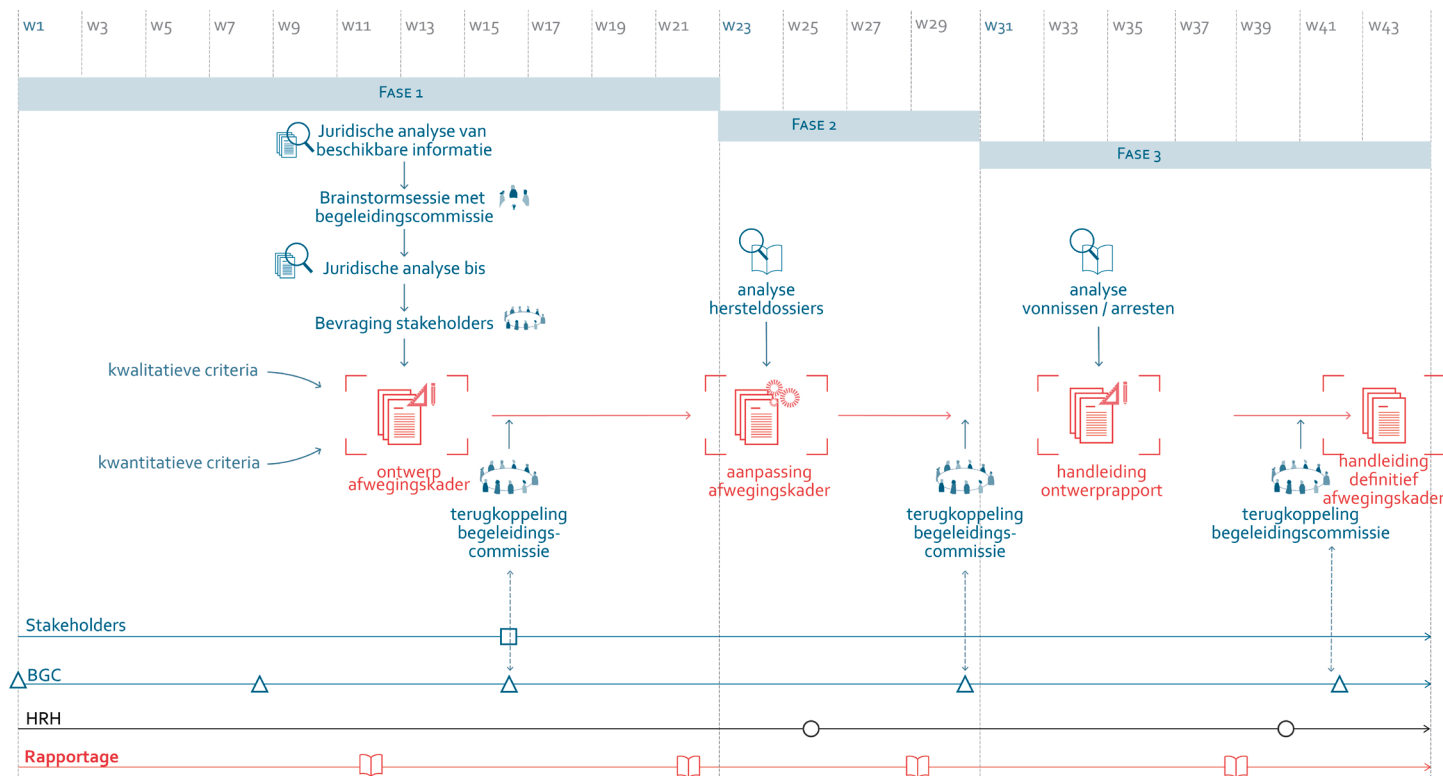 w1 w3 w5 w7 w9 w11 w13 w15 w17 w19 w21 w23 w25 w27 w29 w31 w33 w35 w37 w39 w41 w43
Fase 1
Fase 2
Fase 3
Juridische analyse van
beschikbare informatie
Brainstormsessie met
begeleidingscommissie
Juridische analyse bis
Bevraging stakeholders
kwalitatieve criteria
kwantitatieve criteria
ontwerp
afwegingskader
terugkoppeling
begeleidings-
commissie
analyse
hersteldossiers
aanpassing
afwegingskader
terugkoppeling
begeleidings-
commissie
analyse
vonnissen / arresten
handleiding
ontwerprapport
terugkoppeling
begeleidingscommissie
handleiding
definitief
afwegingskader
Stakeholders
BGC
HRH
Rapportage